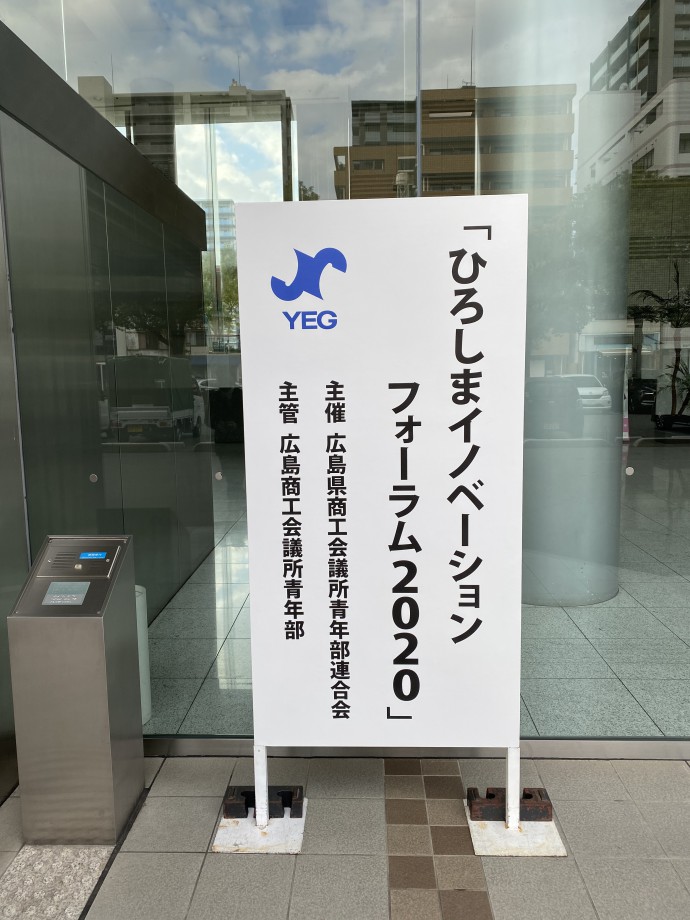 「ひろしまイノベーション
フォーラム2020」
主催 広島県商工会議所青年部連合会
主管 広島商工会議所青年部
YEG